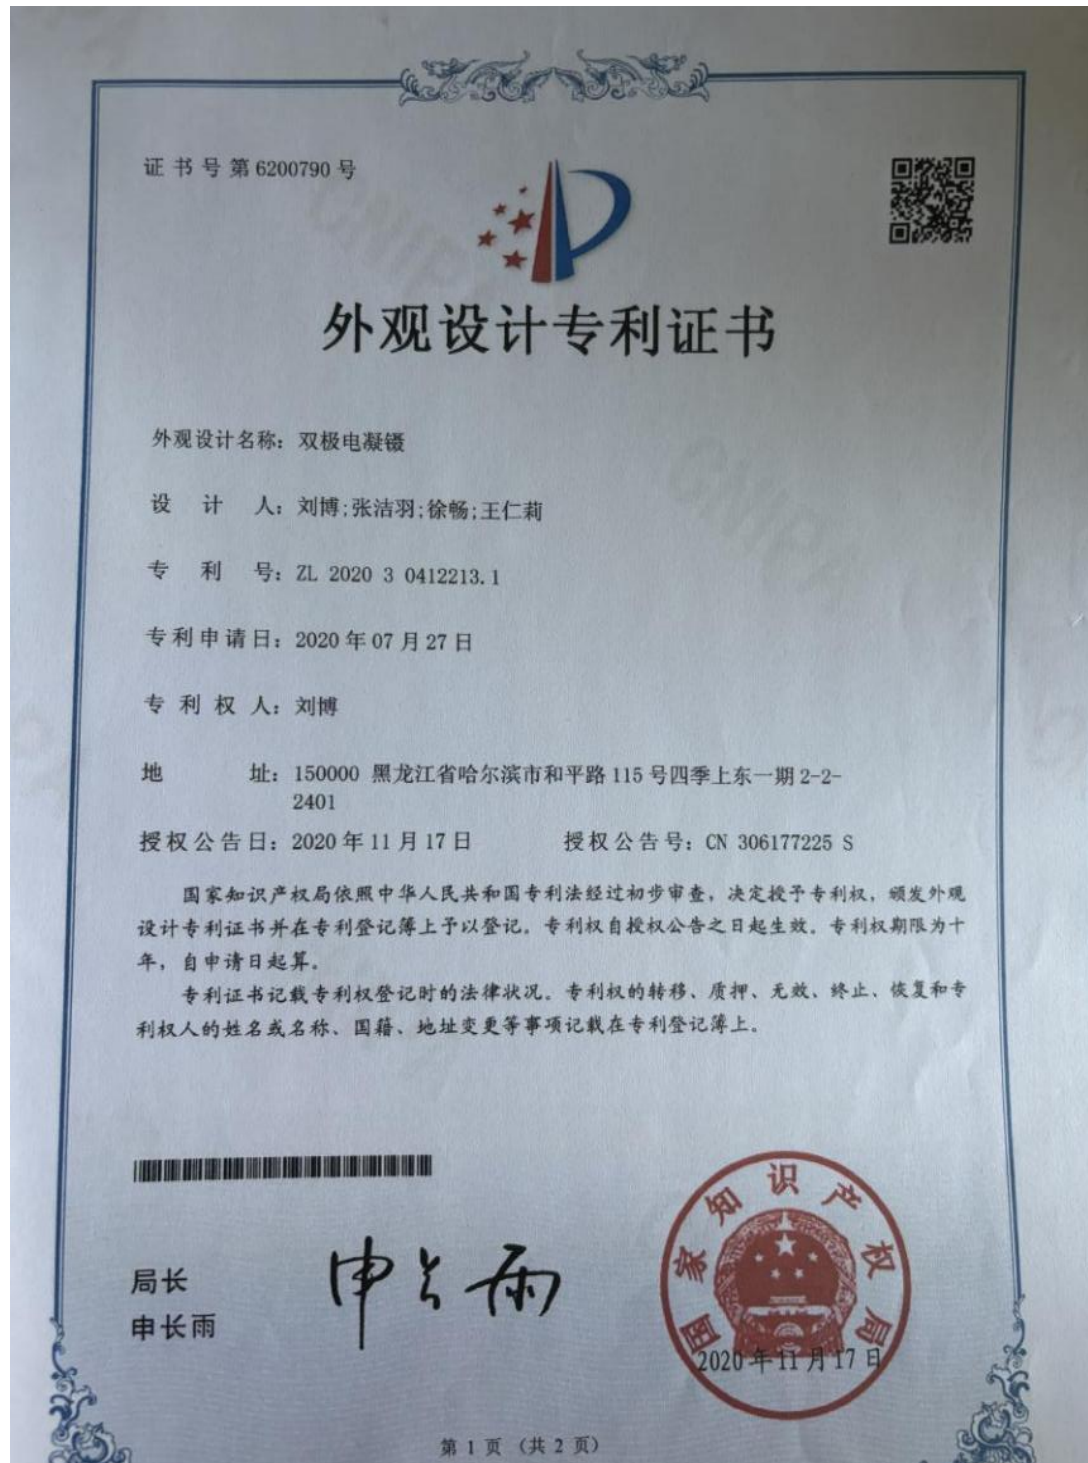 证书号第6200790号
外观设计专利证书
外观设计名称：双极电凝镊
设计人：刘博;张洁羽;徐畅;王仁莉
专利号：ZL 2020 3 0412213.1
专利申请日：2020年07月27日
专利权人：刘博
地址：150000 黑龙江省哈尔滨市和平路115号四季上东一期2-2-
2401
授权公告日：2020年11月17日 授权公告号：CN 306177225 S
国家知识产权局依照中华人民共和国专利法经过初步审查，决定授予专利权，颁发外观
设计专利证书并在专利登记簿上予以登记。专利权自授权公告之日起生效。专利权期限为十
年，自申请日起算。
专利证书记载专利权登记时的法律状况。专利权的转移、质押、无效、终止、恢复和专
利权人的姓名或名称、国籍、地址变更等事项记载在专利登记簿上。
局长
申长雨
申长雨
国家知识产权局
2020年11月17日
第1页（共2页）